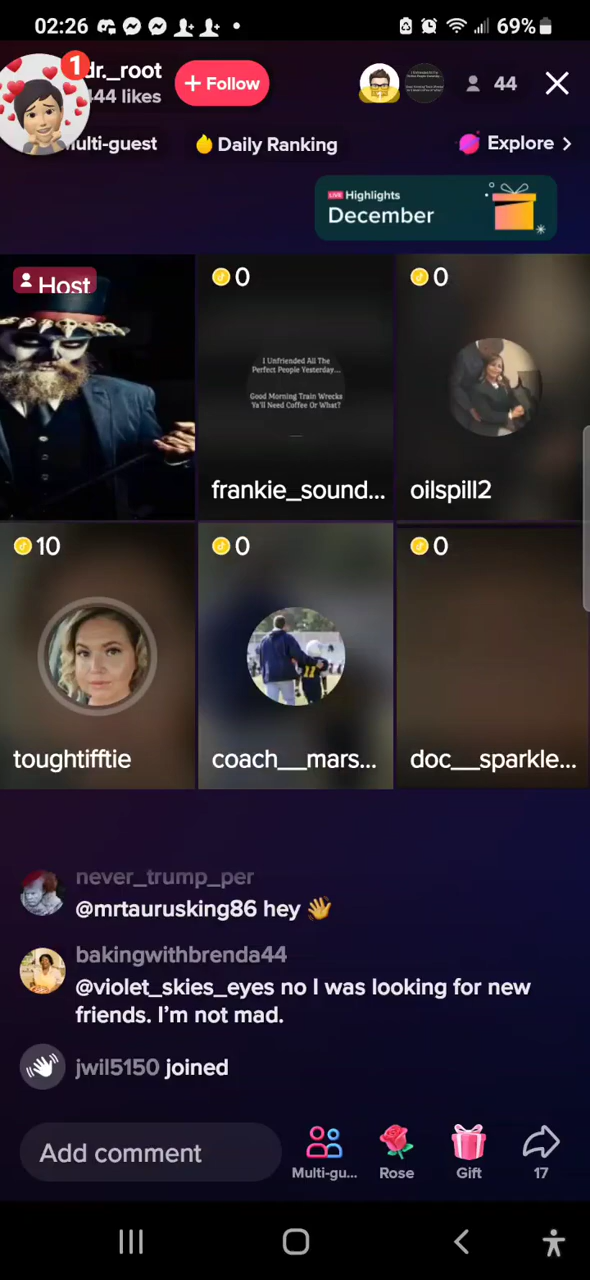 02:26
69%
1
dr._root
+ Follow
44
444 likes
Multi-guest
Daily Ranking
Explore >
LIVE Highlights
December
Host
0
0
I Unfriended All The
Perfect People Yesterday...
Good Morning Train Wrecks
Ya'll Need Coffee Or What?
frankie_sound...
oilspill2
10
0
0
11
toughtifftie
coach__mars...
doc__sparkle...
never_trump_per
@mrtaurusking86 hey 👋
bakingwithbrenda44
@violet_skies_eyes no I was looking for new
friends. I'm not mad.
jwil5150 joined
Add comment
Multi-gu...
Rose
Gift
17